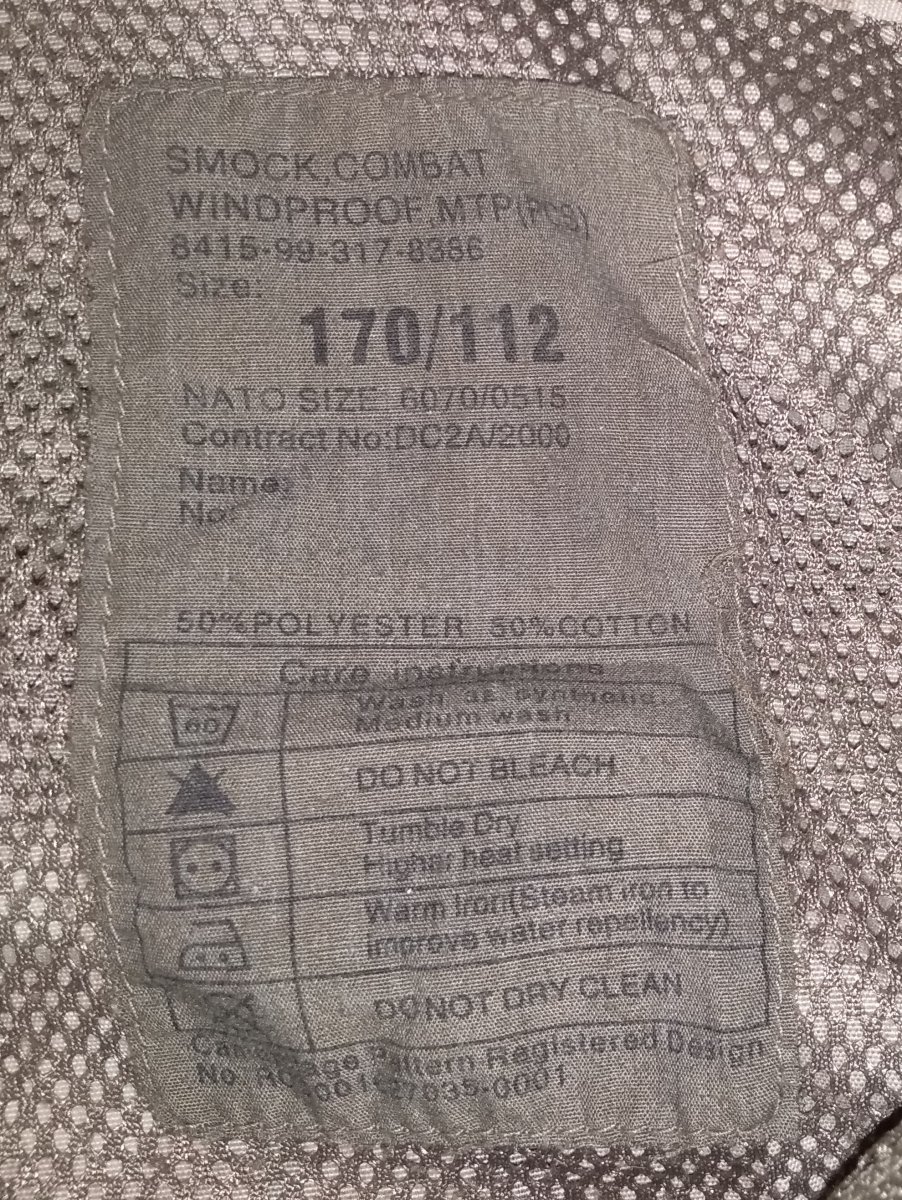 SMOCK,COMBAT
WINDPROOF,MTP(PCS)
8415-99-317-8386
Size:
170/112
NATO SIZE 6070/0515
Contract No:DC2A/2000
Name:
No:
50%POLYESTER 50%COTTON
Care instructions
Wash as synthetic.
Medium wash
60
DO NOT BLEACH
Tumble Dry
Higher heat setting
Warm Iron(Steam iron to
improve water repellency)
DO NOT DRY CLEAN
Pattern Registered Design
No.